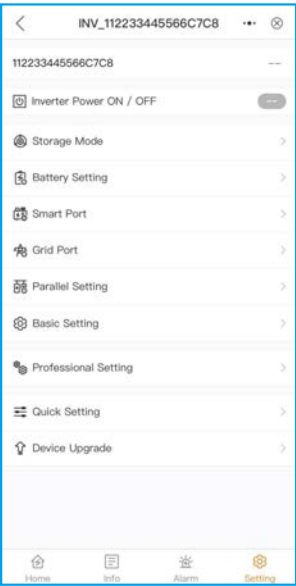 INV_112233445566C7C8
112233445566C7C8 --
Inverter Power ON / OFF --
Storage Mode
Battery Setting
Smart Port
Grid Port
Parallel Setting
Basic Setting
Professional Setting
Quick Setting
Device Upgrade
Home Info Alarm Setting